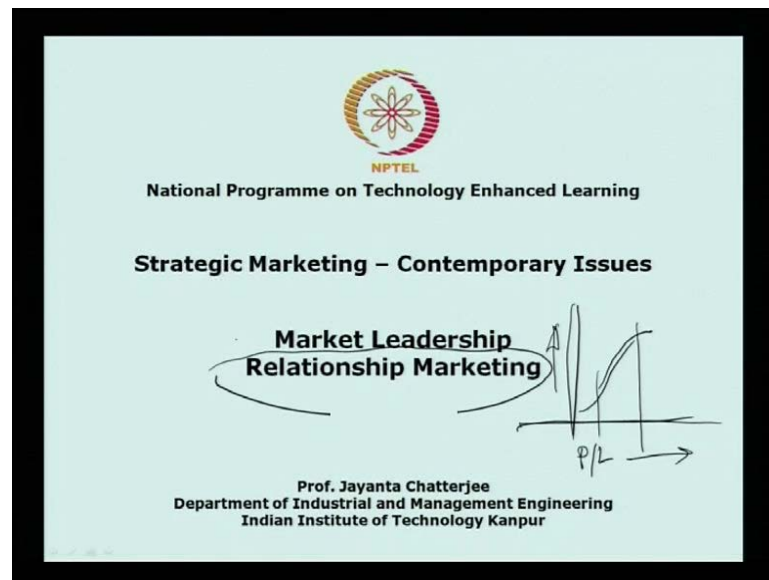 NPTEL
National Programme on Technology Enhanced Learning
Strategic Marketing – Contemporary Issues
Market Leadership
Relationship Marketing
P/L
Prof. Jayanta Chatterjee
Department of Industrial and Management Engineering
Indian Institute of Technology Kanpur